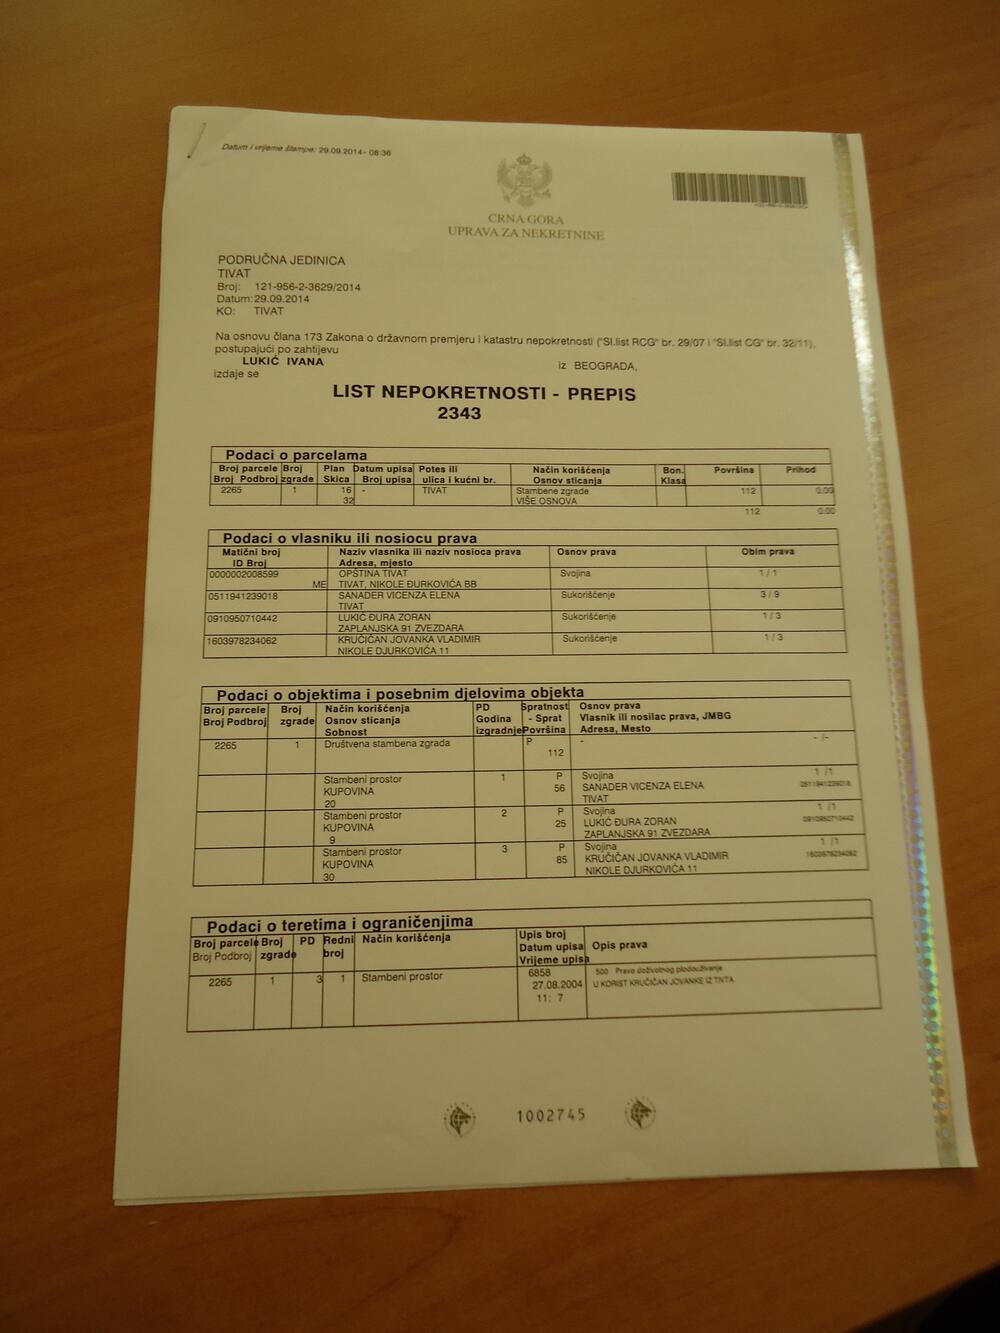 Datum i vrijeme štampe: 29.09.2014- 08:36
CRNA GORA
UPRAVA ZA NEKRETNINE
PODRUČNA JEDINICA
TIVAT
Broj: 121-956-2-3629/2014
Datum: 29.09.2014
KO: TIVAT
Na osnovu člana 173 Zakona o državnom premjeru i katastru nepokretnosti ("Sl.list RCG" br. 29/07 i "Sl.list CG" br. 32/11),
postupajući po zahtijevu
LUKIĆ IVANA iz BEOGRADA,
izdaje se
LIST NEPOKRETNOSTI - PREPIS
2343
Podaci o parcelama
Broj parcele Broj Plan Datum upisa Potes ili Način korišćenja Bon. Površina Prihod
Broj Podbroj zgrade Skica Broj upisa ulica i kućni br. Osnov sticanja Klasa
2265 1 16 - TIVAT Stambene zgrade 112 0.00
32 VIŠE OSNOVA
112 0.00
Podaci o vlasniku ili nosiocu prava
Matični broj Naziv vlasnika ili naziv nosioca prava Osnov prava Obim prava
ID Broj Adresa, mjesto
0000002008599 OPŠTINA TIVAT Svojina 1 / 1
ME TIVAT, NIKOLE ĐURKOVIĆA BB
0511941239018 SANADER VICENZA ELENA Sukorišćenje 3 / 9
TIVAT
0910950710442 LUKIĆ ĐURA ZORAN Sukorišćenje 1 / 3
ZAPLANJSKA 91 ZVEZDARA
1603978234062 KRUČIČAN JOVANKA VLADIMIR Sukorišćenje 1 / 3
NIKOLE DJURKOVIĆA 11
Podaci o objektima i posebnim djelovima objekta
Broj parcele Broj Način korišćenja PD Spratnost Osnov prava
Broj Podbroj zgrade Osnov sticanja Godina - Sprat Vlasnik ili nosilac prava, JMBG
Sobnost izgradnje Površina Adresa, Mesto
2265 1 Društvena stambena zgrada P - - /-
112
Stambeni prostor 1 P Svojina 1 /1
KUPOVINA 56 SANADER VICENZA ELENA 0511941239018
20 TIVAT
Stambeni prostor 2 P Svojina 1 /1
KUPOVINA 25 LUKIĆ ĐURA ZORAN 0910950710442
9 ZAPLANJSKA 91 ZVEZDARA
Stambeni prostor 3 P Svojina 1 /1
KUPOVINA 85 KRUČIČAN JOVANKA VLADIMIR 1603978234062
30 NIKOLE DJURKOVIĆA 11
Podaci o teretima i ograničenjima
Broj parcele Broj PD Redni Način korišćenja Upis broj Opis prava
Broj Podbroj zgrade broj Datum upisa
Vrijeme upisa
2265 1 3 1 Stambeni prostor 6858 500 Pravo doživotnog plodouživanje
27.08.2004 U KORIST KRUČIČAN JOVANKE IZ TIVTA
11: 7
1002745